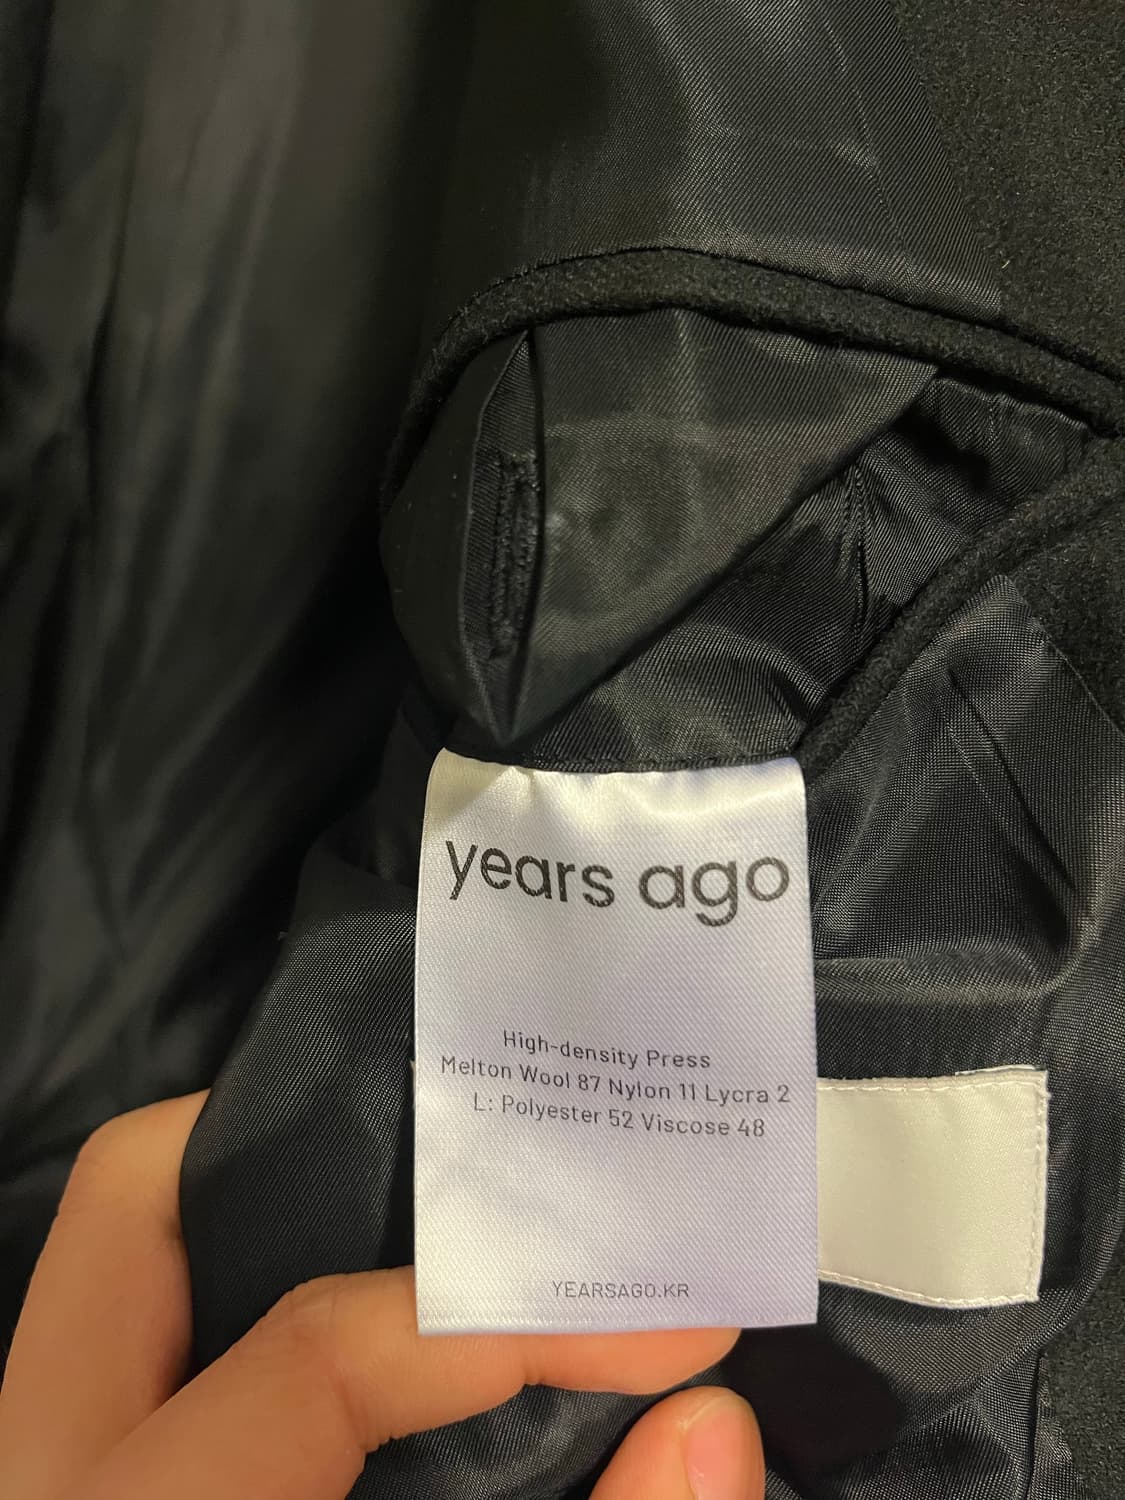 years ago
High-density Press
Melton Wool 87 Nylon 11 Lycra 2
L: Polyester 52 Viscose 48
YEARSAGO.KR